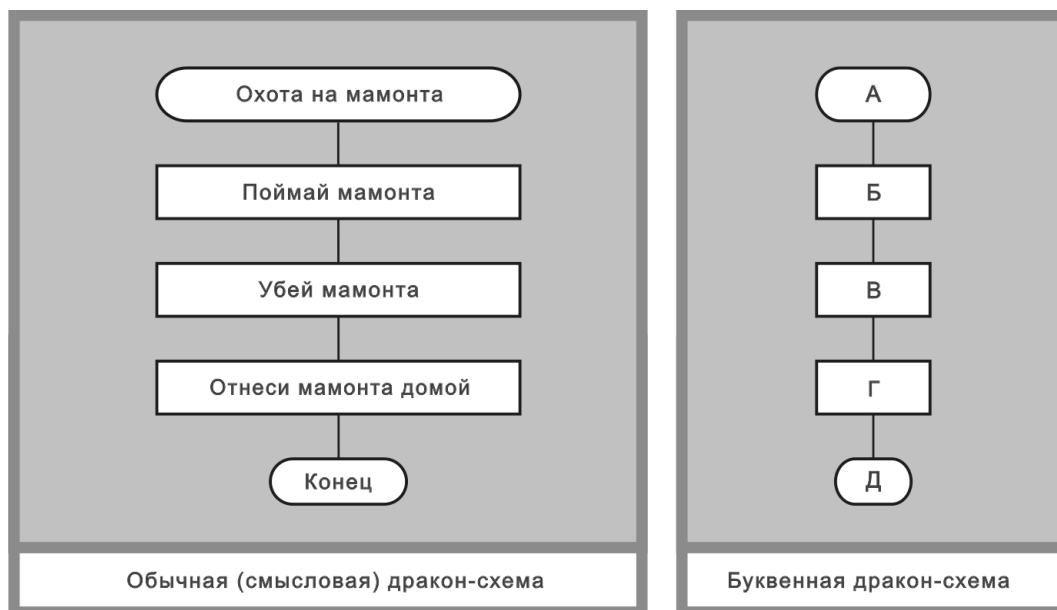 Охота на мамонта
Поймай мамонта
Убей мамонта
Отнеси мамонта домой
Конец
Обычная (смысловая) дракон-схема
А
Б
В
Г
Д
Буквенная дракон-схема